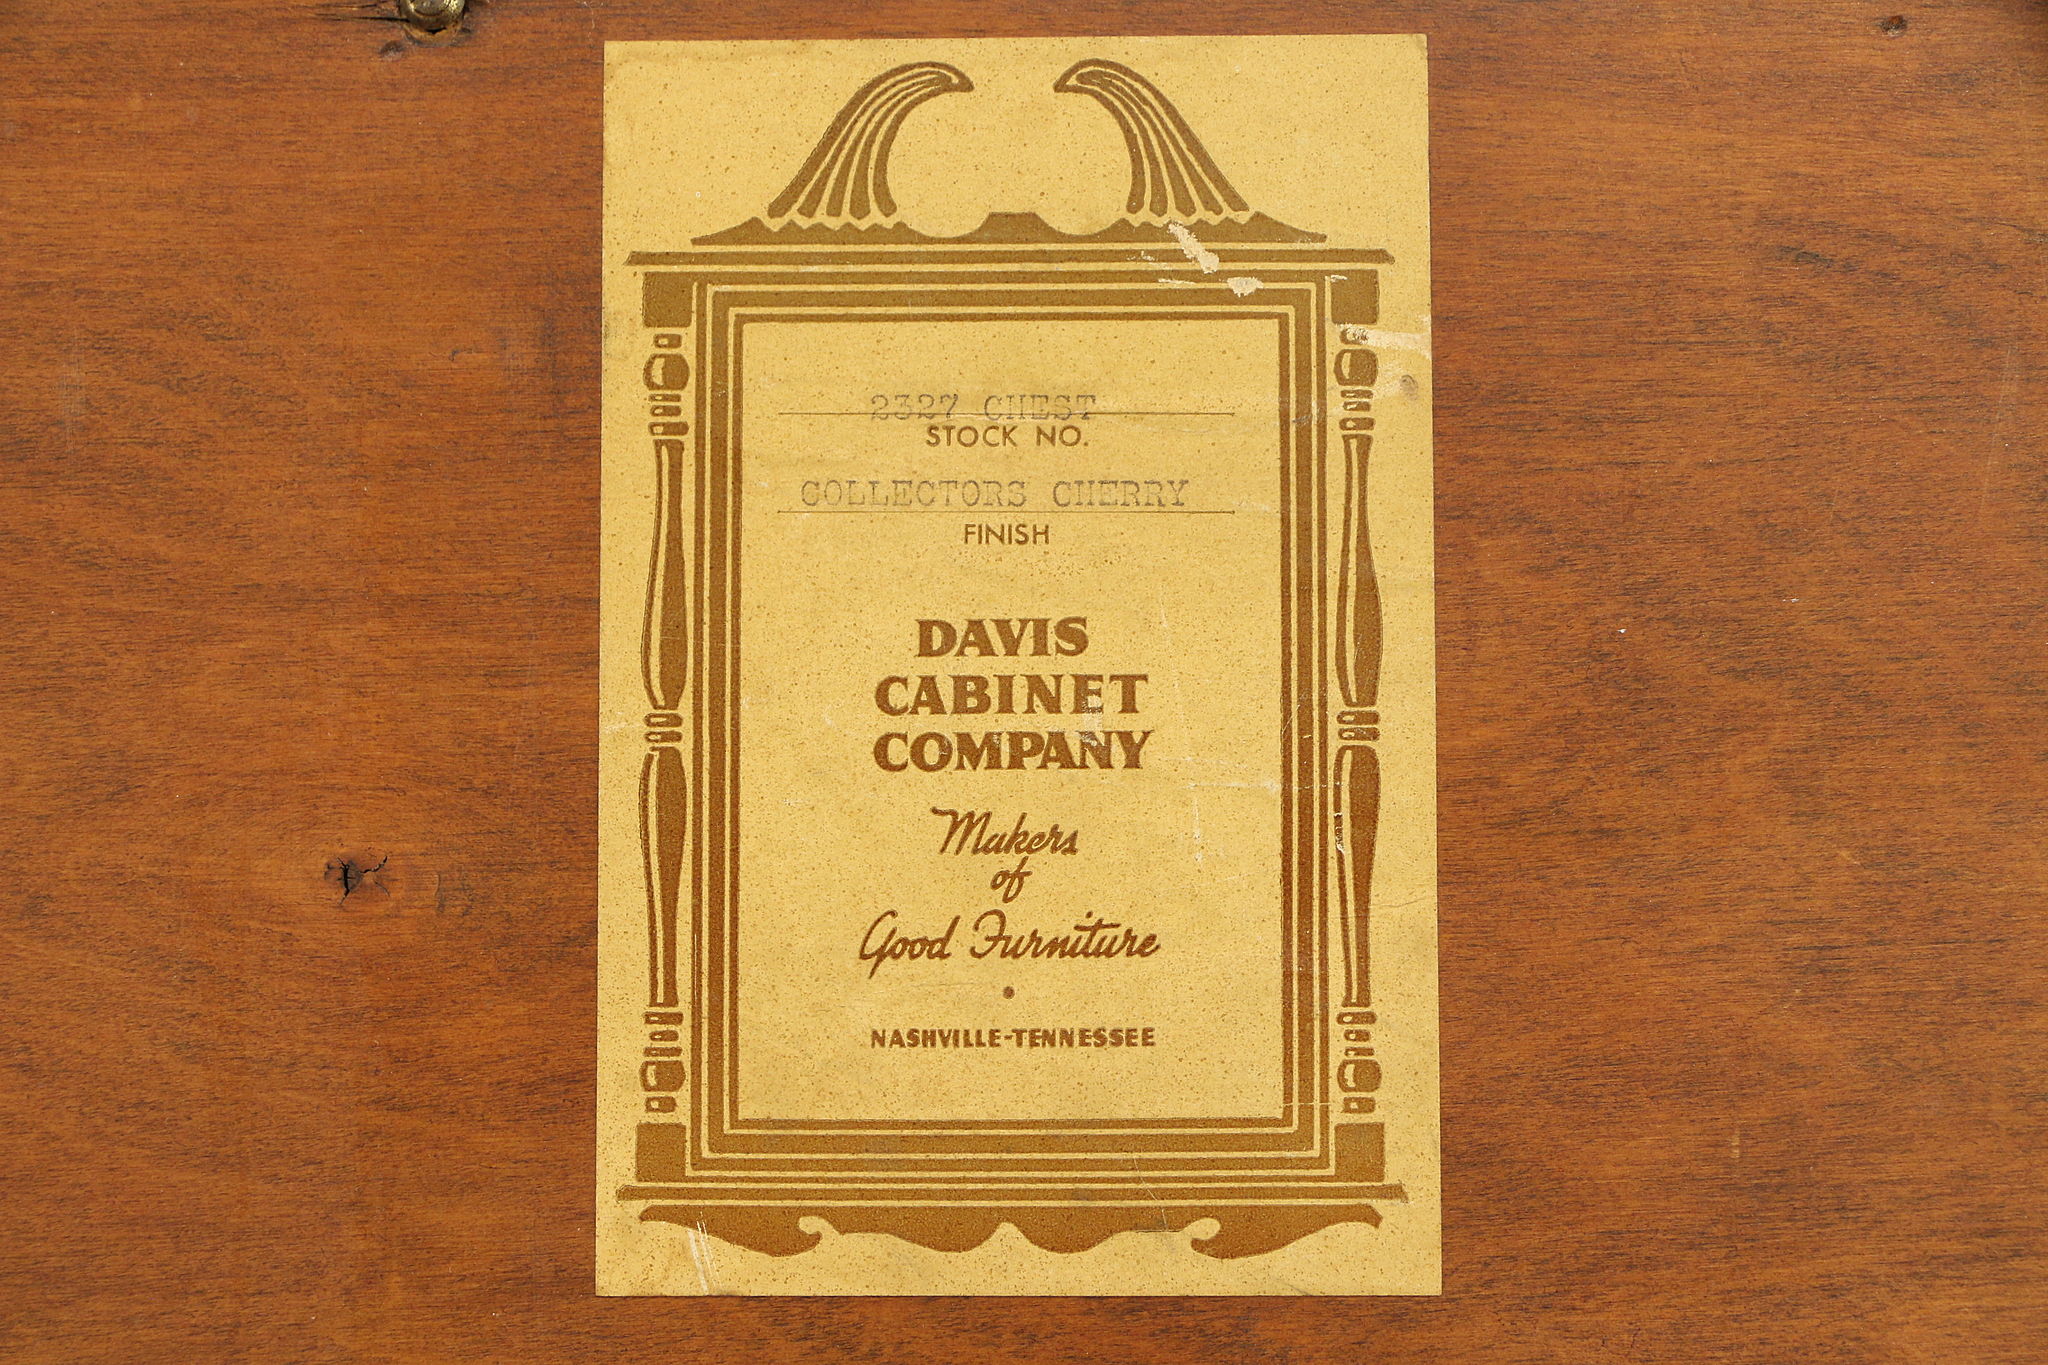 2327 CHEST
STOCK NO.
COLLECTORS CHERRY
FINISH
DAVIS
CABINET
COMPANY
Makers
of
Good Furniture
•
NASHVILLE-TENNESSEE